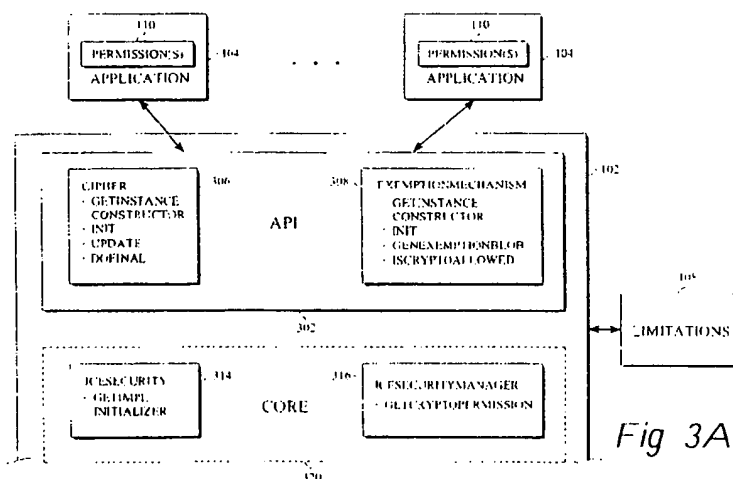 110
PERMISSION(S)
APPLICATION
104
. . .
110
PERMISSION(S)
APPLICATION
104
102
CIPHER
· GETINSTANCE
CONSTRUCTOR
· INIT
· UPDATE
· DOFINAL
306
API
308
EXEMPTIONMECHANISM
GETINSTANCE
CONSTRUCTOR
· INIT
· GENEXEMPTIONBLOB
· ISCRYPTOALLOWED
302
LIMITATIONS
JCESECURITY
· GETIMPL
INITIALIZER
314
CORE
316
JCESECURITYMANAGER
· GETCRYPTOPERMISSION
320
Fig 3A